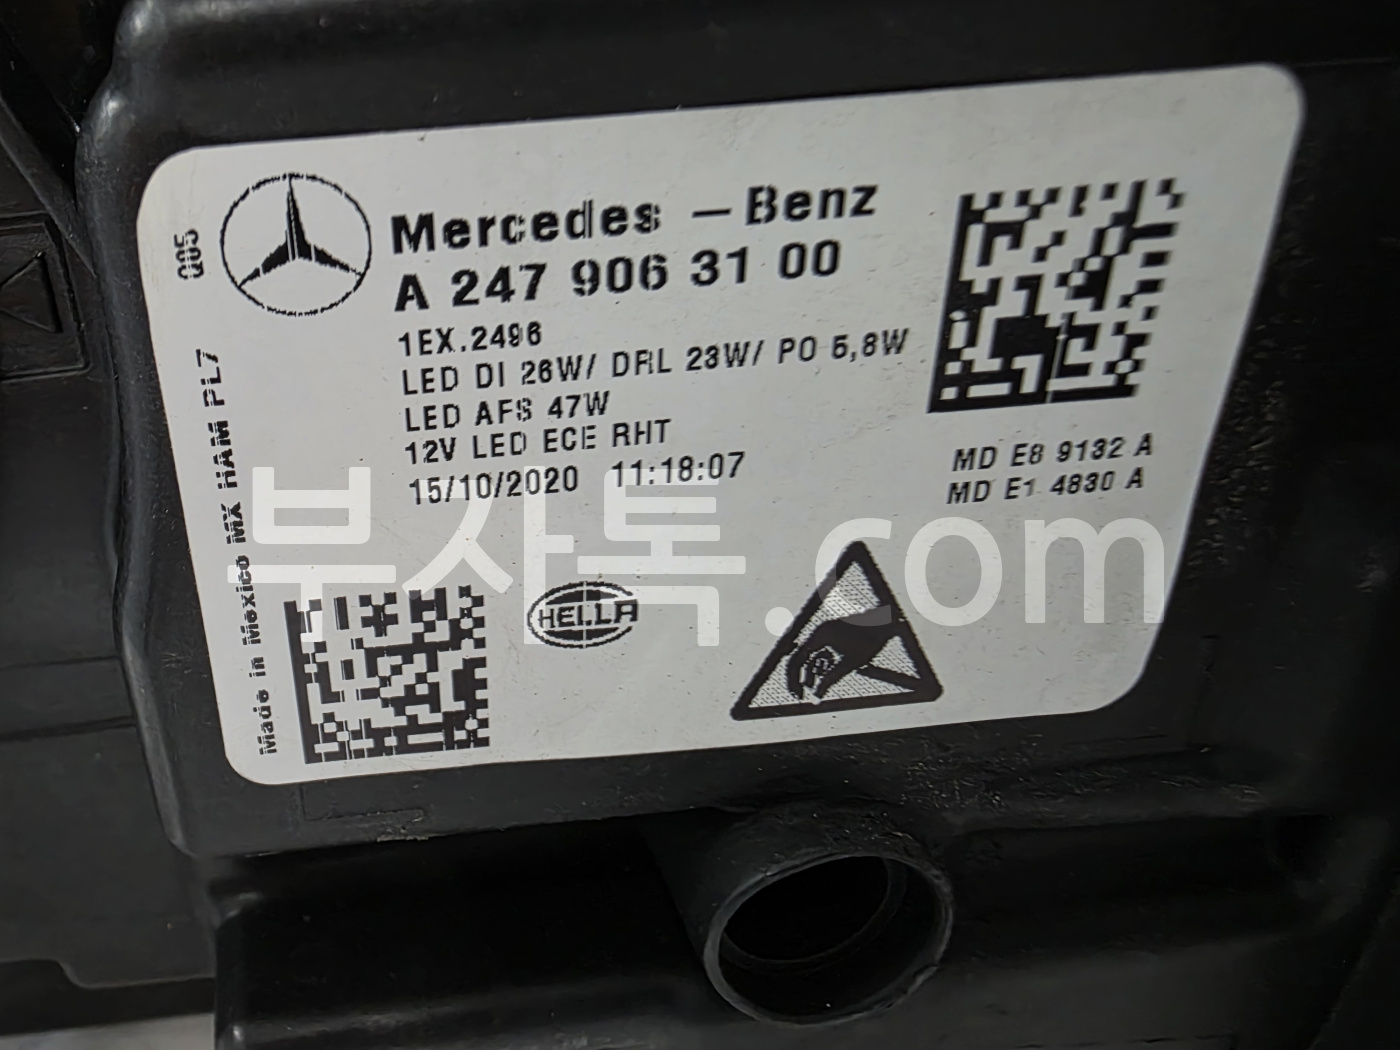 Mercedes-Benz
A 247 906 31 00
1EX.2496
LED DI 26W/ DRL 23W/ PO 5,8W
LED AFS 47W
12V LED ECE RHT
15/10/2020 11:18:07
MD E8 9132 A
MD E1 4830 A
Q05
Made in Mexico MX HAM PL7
HELLA
부사톡.com